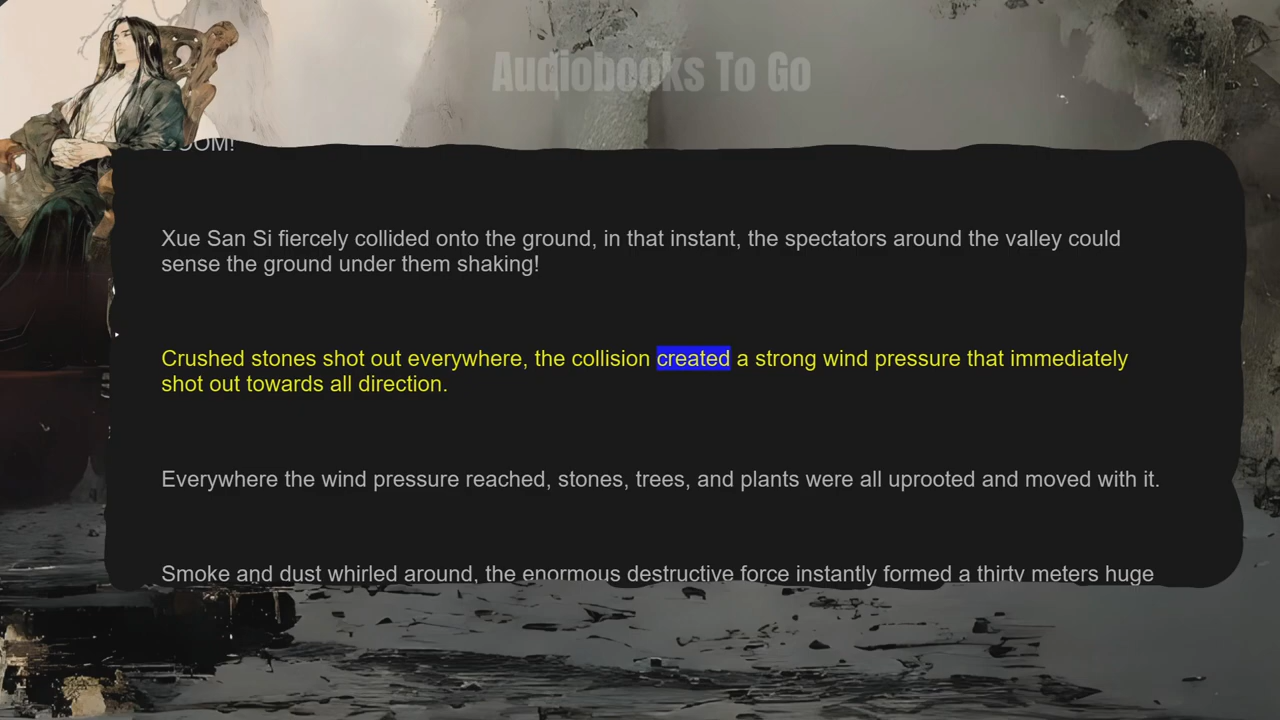 Audiobooks To Go
BOOM!
Xue San Si fiercely collided onto the ground, in that instant, the spectators around the valley could
sense the ground under them shaking!
Crushed stones shot out everywhere, the collision created a strong wind pressure that immediately
shot out towards all direction.
Everywhere the wind pressure reached, stones, trees, and plants were all uprooted and moved with it.
Smoke and dust whirled around, the enormous destructive force instantly formed a thirty meters huge